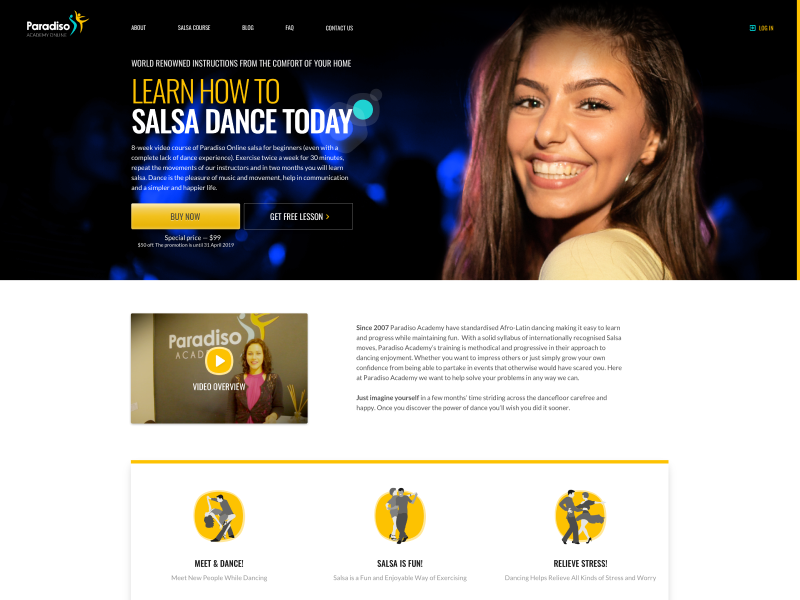 Paradiso
ACADEMY ONLINE
ABOUT
SALSA COURSE
BLOG
FAQ
CONTACT US
LOG IN
WORLD RENOWNED INSTRUCTIONS FROM THE COMFORT OF YOUR HOME
LEARN HOW TO
SALSA DANCE TODAY
8-week video course of Paradiso Online salsa for beginners (even with a
complete lack of dance experience). Exercise twice a week for 30 minutes,
repeat the movements of our instructors and in two months you will learn
salsa. Dance is the pleasure of music and movement, help in communication
and a simpler and happier life.
BUY NOW
GET FREE LESSON
Special price – $99
$50 off. The promotion is until 31 April 2019
Paradiso
ACAD
VIDEO OVERVIEW
Since 2007 Paradiso Academy have standardised Afro-Latin dancing making it easy to learn
and progress while maintaining fun. With a solid syllabus of internationally recognised Salsa
moves, Paradiso Academy's training is methodical and progressive in their approach to
dancing enjoyment. Whether you want to impress others or just simply grow your own
confidence from being able to partake in events that otherwise would have scared you. Here
at Paradiso Academy we want to help solve your problems in any way we can.
Just imagine yourself in a few months' time striding across the dancefloor carefree and
happy. Once you discover the power of dance you'll wish you did it sooner.
MEET & DANCE!
Meet New People While Dancing
SALSA IS FUN!
Salsa is a Fun and Enjoyable Way of Exercising
RELIEVE STRESS!
Dancing Helps Relieve All Kinds of Stress and Worry